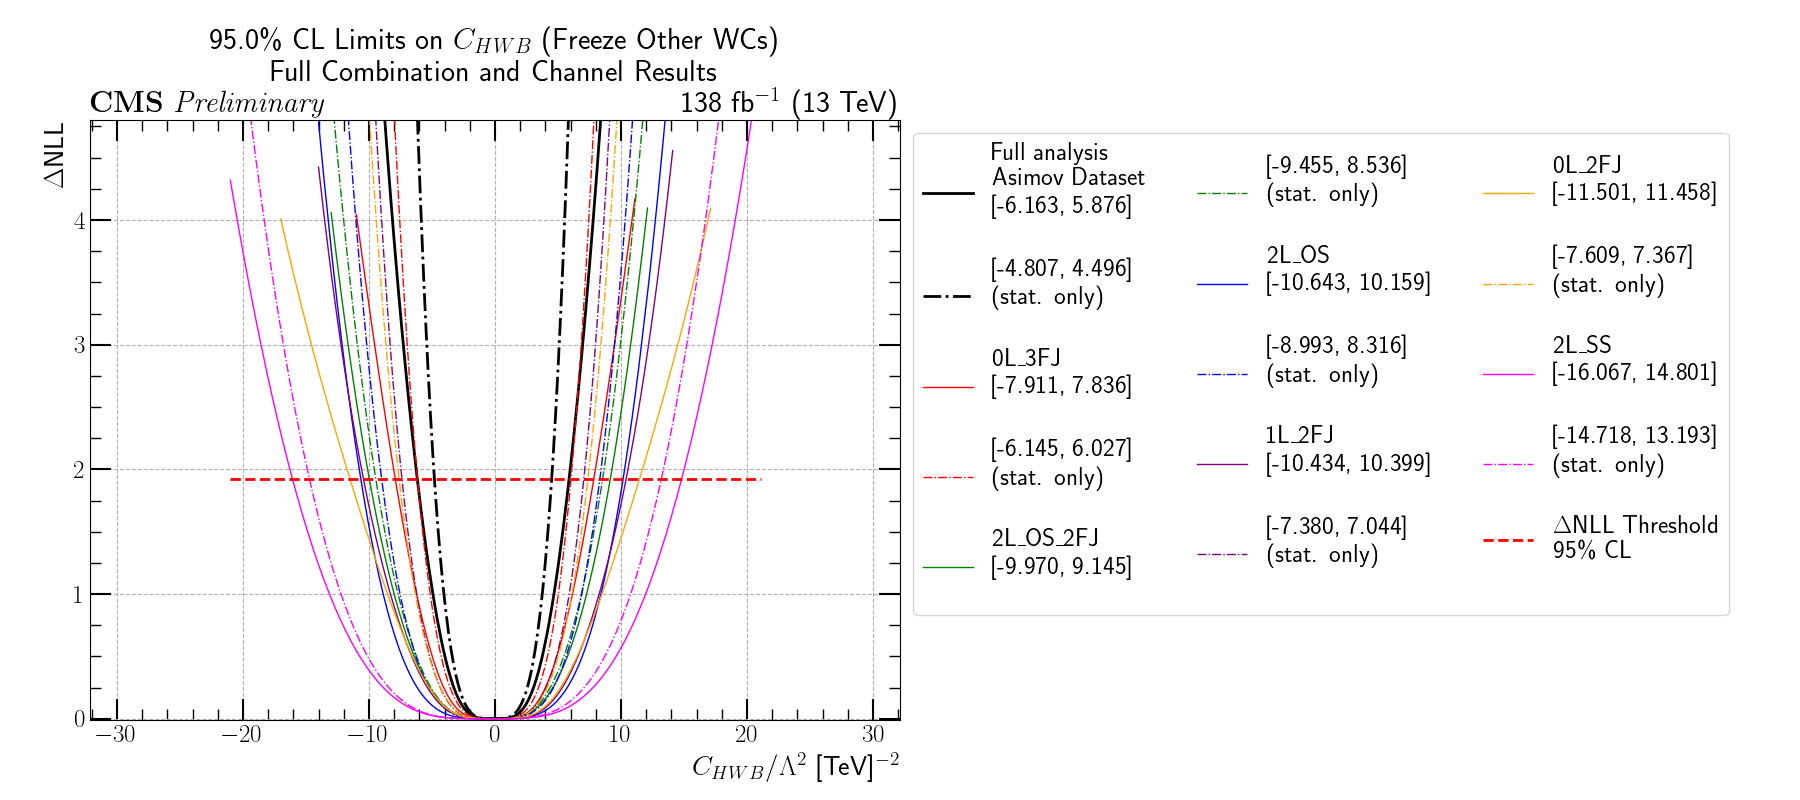 95.0% CL Limits on C_{HWB} (Freeze Other WCs)
Full Combination and Channel Results
CMS Preliminary
138 fb^{-1} (13 TeV)
ΔNLL
4
3
2
1
0
−30
−20
−10
0
10
20
30
C_{HWB}/Λ^2 [TeV]^{-2}
Full analysis
Asimov Dataset
[-6.163, 5.876]
[-4.807, 4.496]
(stat. only)
0L_3FJ
[-7.911, 7.836]
[-6.145, 6.027]
(stat. only)
2L_OS_2FJ
[-9.970, 9.145]
[-9.455, 8.536]
(stat. only)
2L_OS
[-10.643, 10.159]
[-8.993, 8.316]
(stat. only)
1L_2FJ
[-10.434, 10.399]
[-7.380, 7.044]
(stat. only)
0L_2FJ
[-11.501, 11.458]
[-7.609, 7.367]
(stat. only)
2L_SS
[-16.067, 14.801]
[-14.718, 13.193]
(stat. only)
ΔNLL Threshold
95% CL